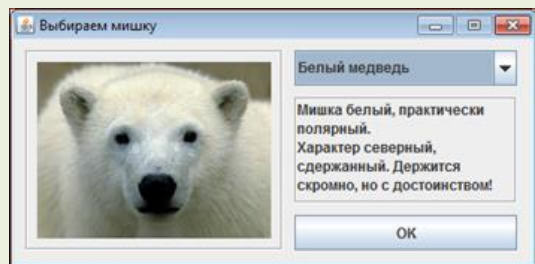 Выбираем мишку
Белый медведь
Мишка белый, практически
полярный.
Характер северный,
сдержанный. Держится
скромно, но с достоинством!
OK